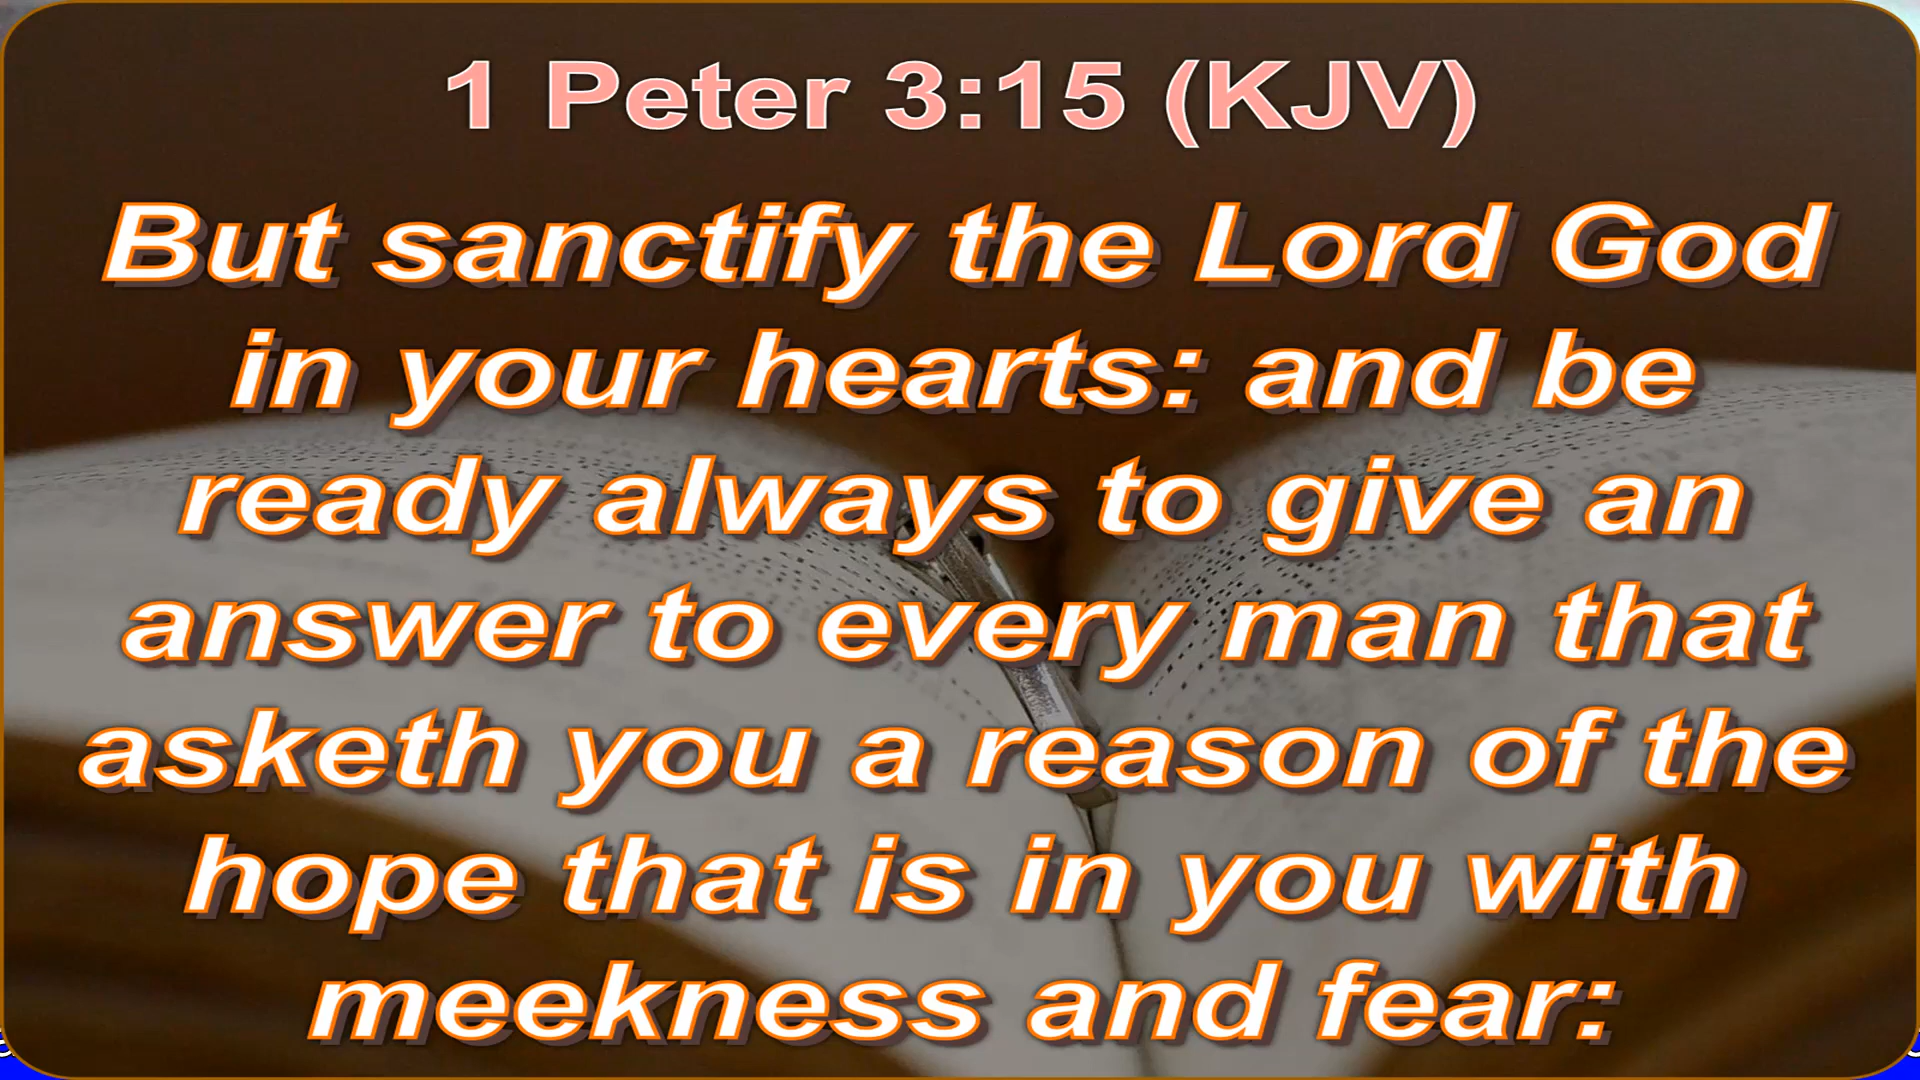 1 Peter 3:15 (KJV)
But sanctify the Lord God
in your hearts: and be
ready always to give an
answer to every man that
asketh you a reason of the
hope that is in you with
meekness and fear: